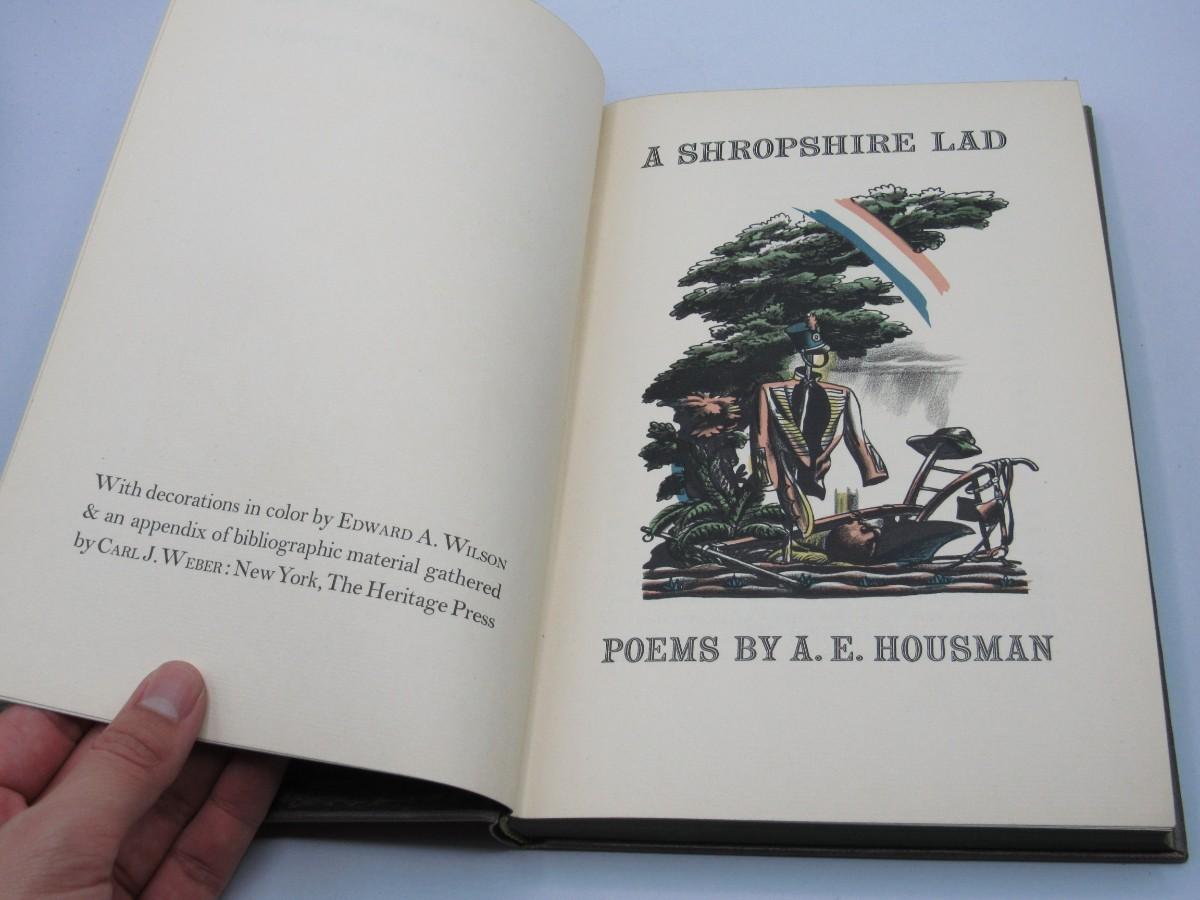 With decorations in color by EDWARD A. WILSON
& an appendix of bibliographic material gathered
by CARL J. WEBER: New York, The Heritage Press
A SHROPSHIRE LAD
POEMS BY A. E. HOUSMAN